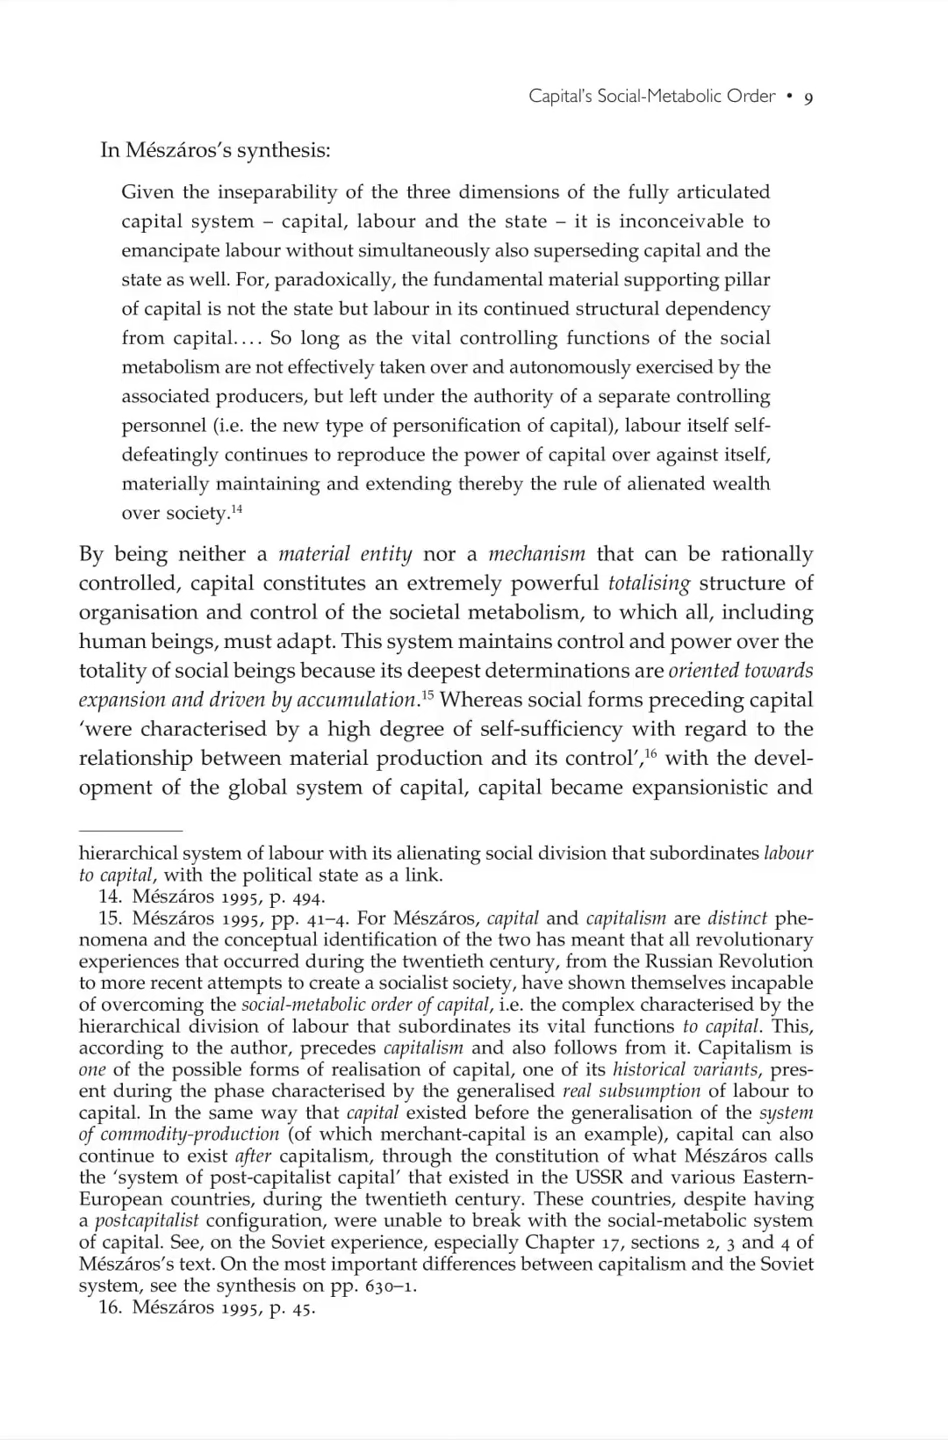 Capital's Social-Metabolic Order • 9
In Mészáros's synthesis:
Given the inseparability of the three dimensions of the fully articulated
capital system – capital, labour and the state – it is inconceivable to
emancipate labour without simultaneously also superseding capital and the
state as well. For, paradoxically, the fundamental material supporting pillar
of capital is not the state but labour in its continued structural dependency
from capital.… So long as the vital controlling functions of the social
metabolism are not effectively taken over and autonomously exercised by the
associated producers, but left under the authority of a separate controlling
personnel (i.e. the new type of personification of capital), labour itself self-
defeatingly continues to reproduce the power of capital over against itself,
materially maintaining and extending thereby the rule of alienated wealth
over society.14
By being neither a material entity nor a mechanism that can be rationally
controlled, capital constitutes an extremely powerful totalising structure of
organisation and control of the societal metabolism, to which all, including
human beings, must adapt. This system maintains control and power over the
totality of social beings because its deepest determinations are oriented towards
expansion and driven by accumulation.15 Whereas social forms preceding capital
'were characterised by a high degree of self-sufficiency with regard to the
relationship between material production and its control',16 with the devel-
opment of the global system of capital, capital became expansionistic and
hierarchical system of labour with its alienating social division that subordinates labour
to capital, with the political state as a link.
14. Mészáros 1995, p. 494.
15. Mészáros 1995, pp. 41–4. For Mészáros, capital and capitalism are distinct phe-
nomena and the conceptual identification of the two has meant that all revolutionary
experiences that occurred during the twentieth century, from the Russian Revolution
to more recent attempts to create a socialist society, have shown themselves incapable
of overcoming the social-metabolic order of capital, i.e. the complex characterised by the
hierarchical division of labour that subordinates its vital functions to capital. This,
according to the author, precedes capitalism and also follows from it. Capitalism is
one of the possible forms of realisation of capital, one of its historical variants, pres-
ent during the phase characterised by the generalised real subsumption of labour to
capital. In the same way that capital existed before the generalisation of the system
of commodity-production (of which merchant-capital is an example), capital can also
continue to exist after capitalism, through the constitution of what Mészáros calls
the 'system of post-capitalist capital' that existed in the USSR and various Eastern-
European countries, during the twentieth century. These countries, despite having
a postcapitalist configuration, were unable to break with the social-metabolic system
of capital. See, on the Soviet experience, especially Chapter 17, sections 2, 3 and 4 of
Mészáros's text. On the most important differences between capitalism and the Soviet
system, see the synthesis on pp. 630–1.
16. Mészáros 1995, p. 45.